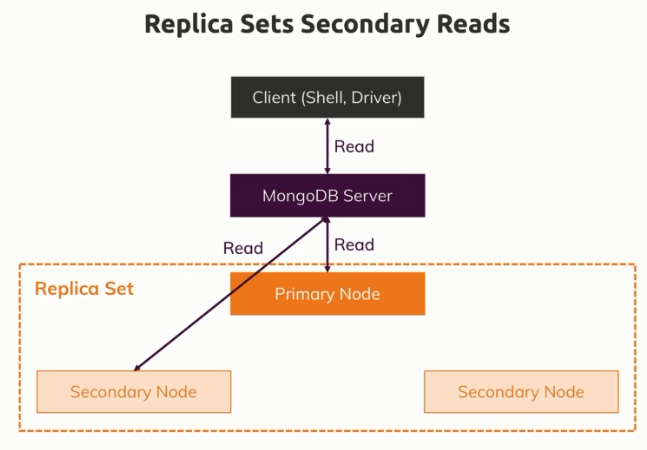 Replica Sets Secondary Reads
Client (Shell, Driver)
Read
MongoDB Server
Read
Read
Replica Set
Primary Node
Secondary Node
Secondary Node